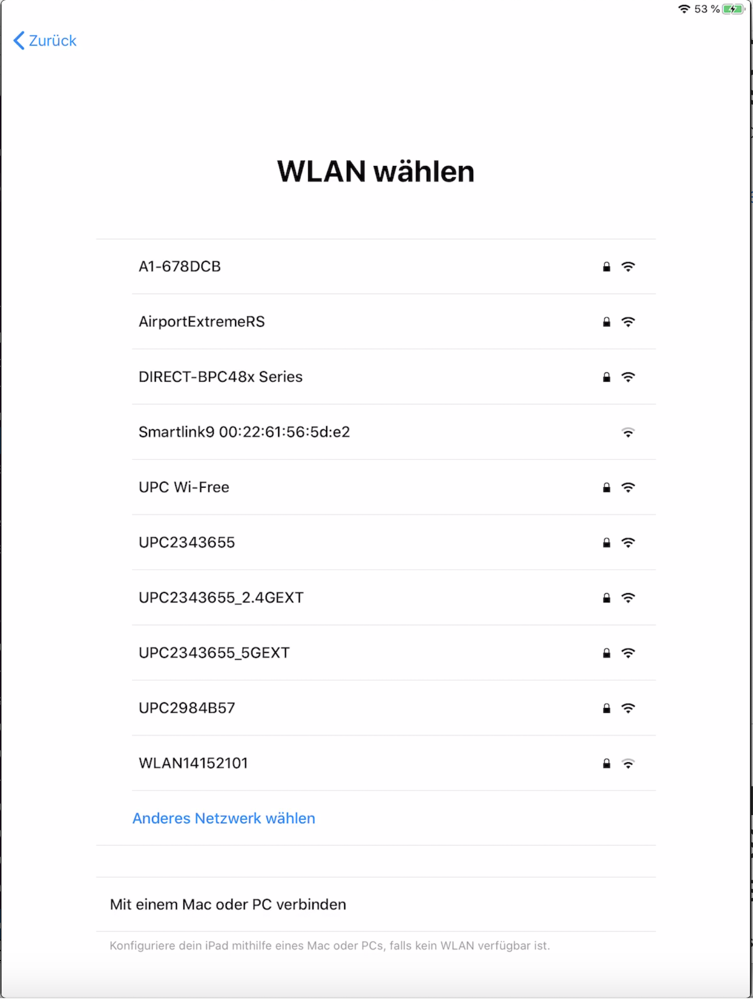 53 %
Zurück
WLAN wählen
A1-678DCB
AirportExtremeRS
DIRECT-BPC48x Series
Smartlink9 00:22:61:56:5d:e2
UPC Wi-Free
UPC2343655
UPC2343655_2.4GEXT
UPC2343655_5GEXT
UPC2984B57
WLAN14152101
Anderes Netzwerk wählen
Mit einem Mac oder PC verbinden
Konfiguriere dein iPad mithilfe eines Mac oder PCs, falls kein WLAN verfügbar ist.